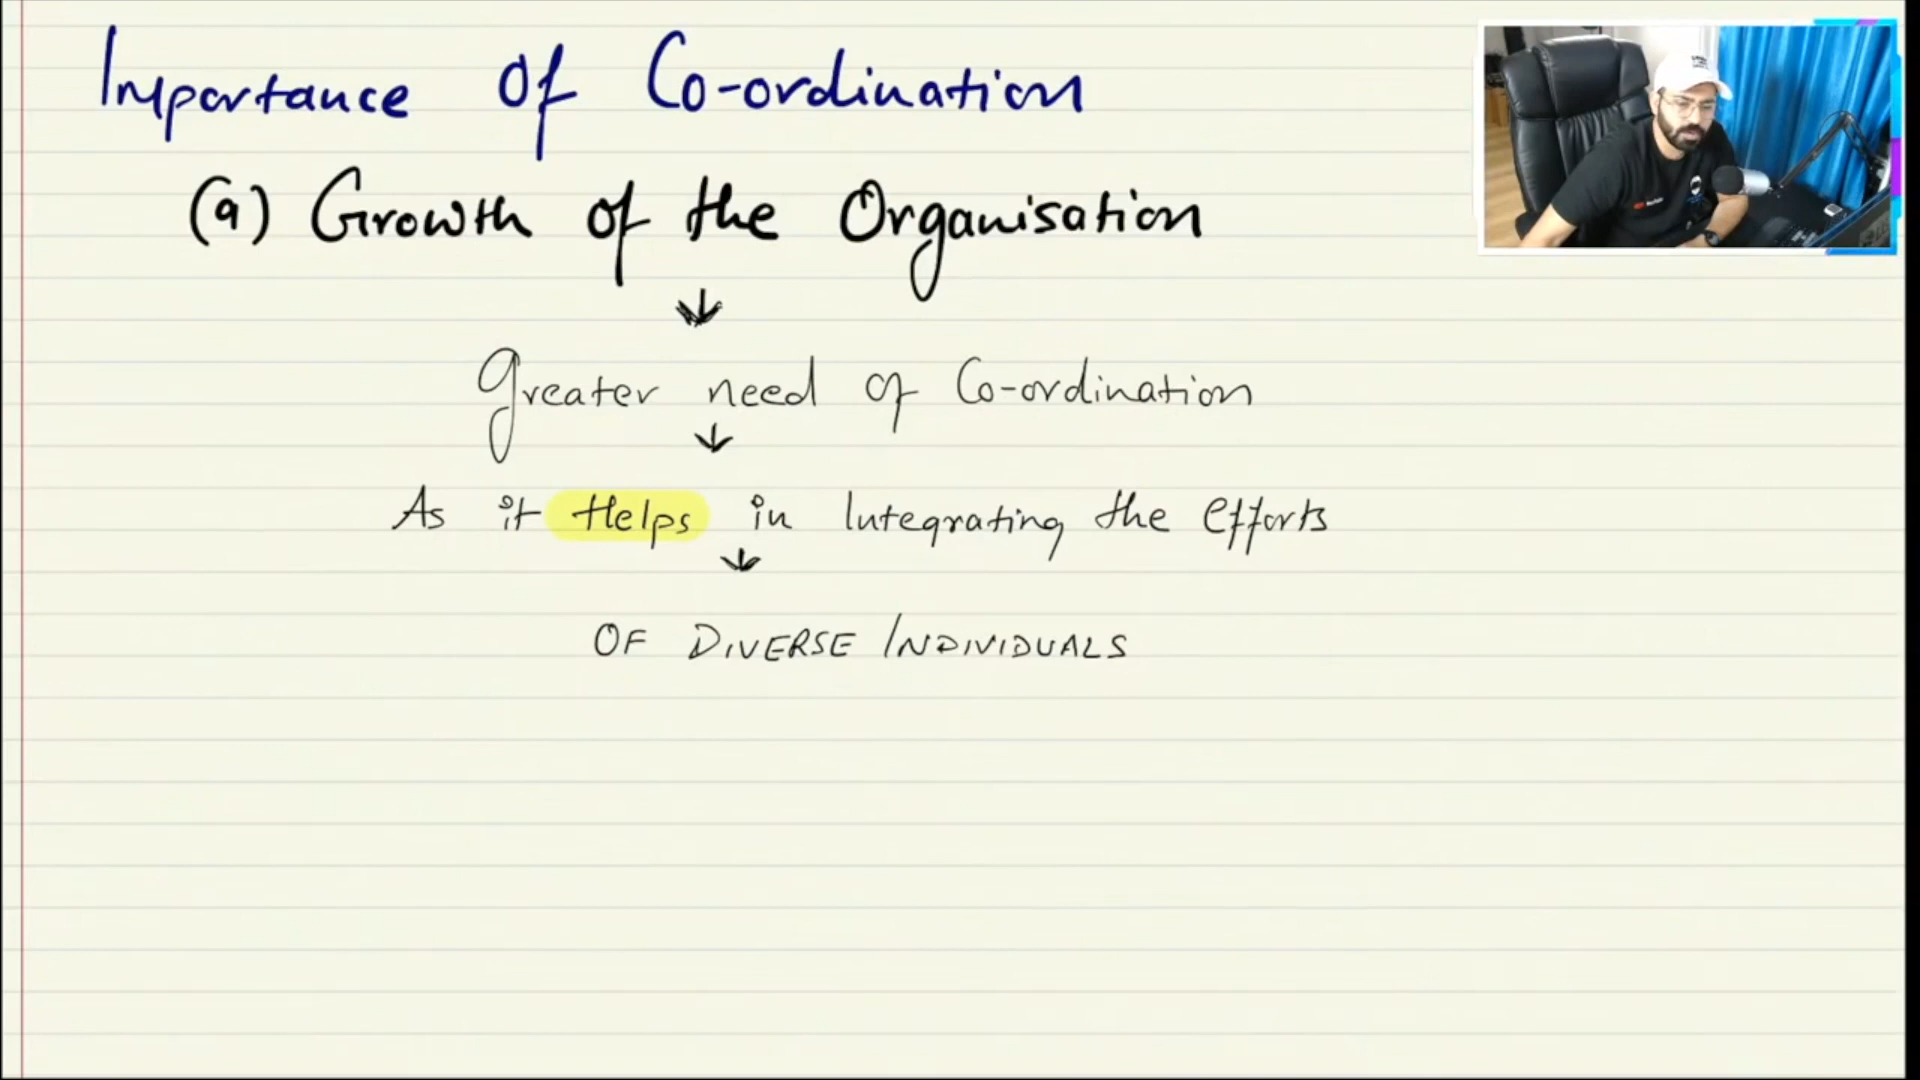 Importance Of Co-ordination
(a) Growth of the Organisation
Greater need of Co-ordination
As it Helps in Integrating the efforts
OF DIVERSE INDIVIDUALS